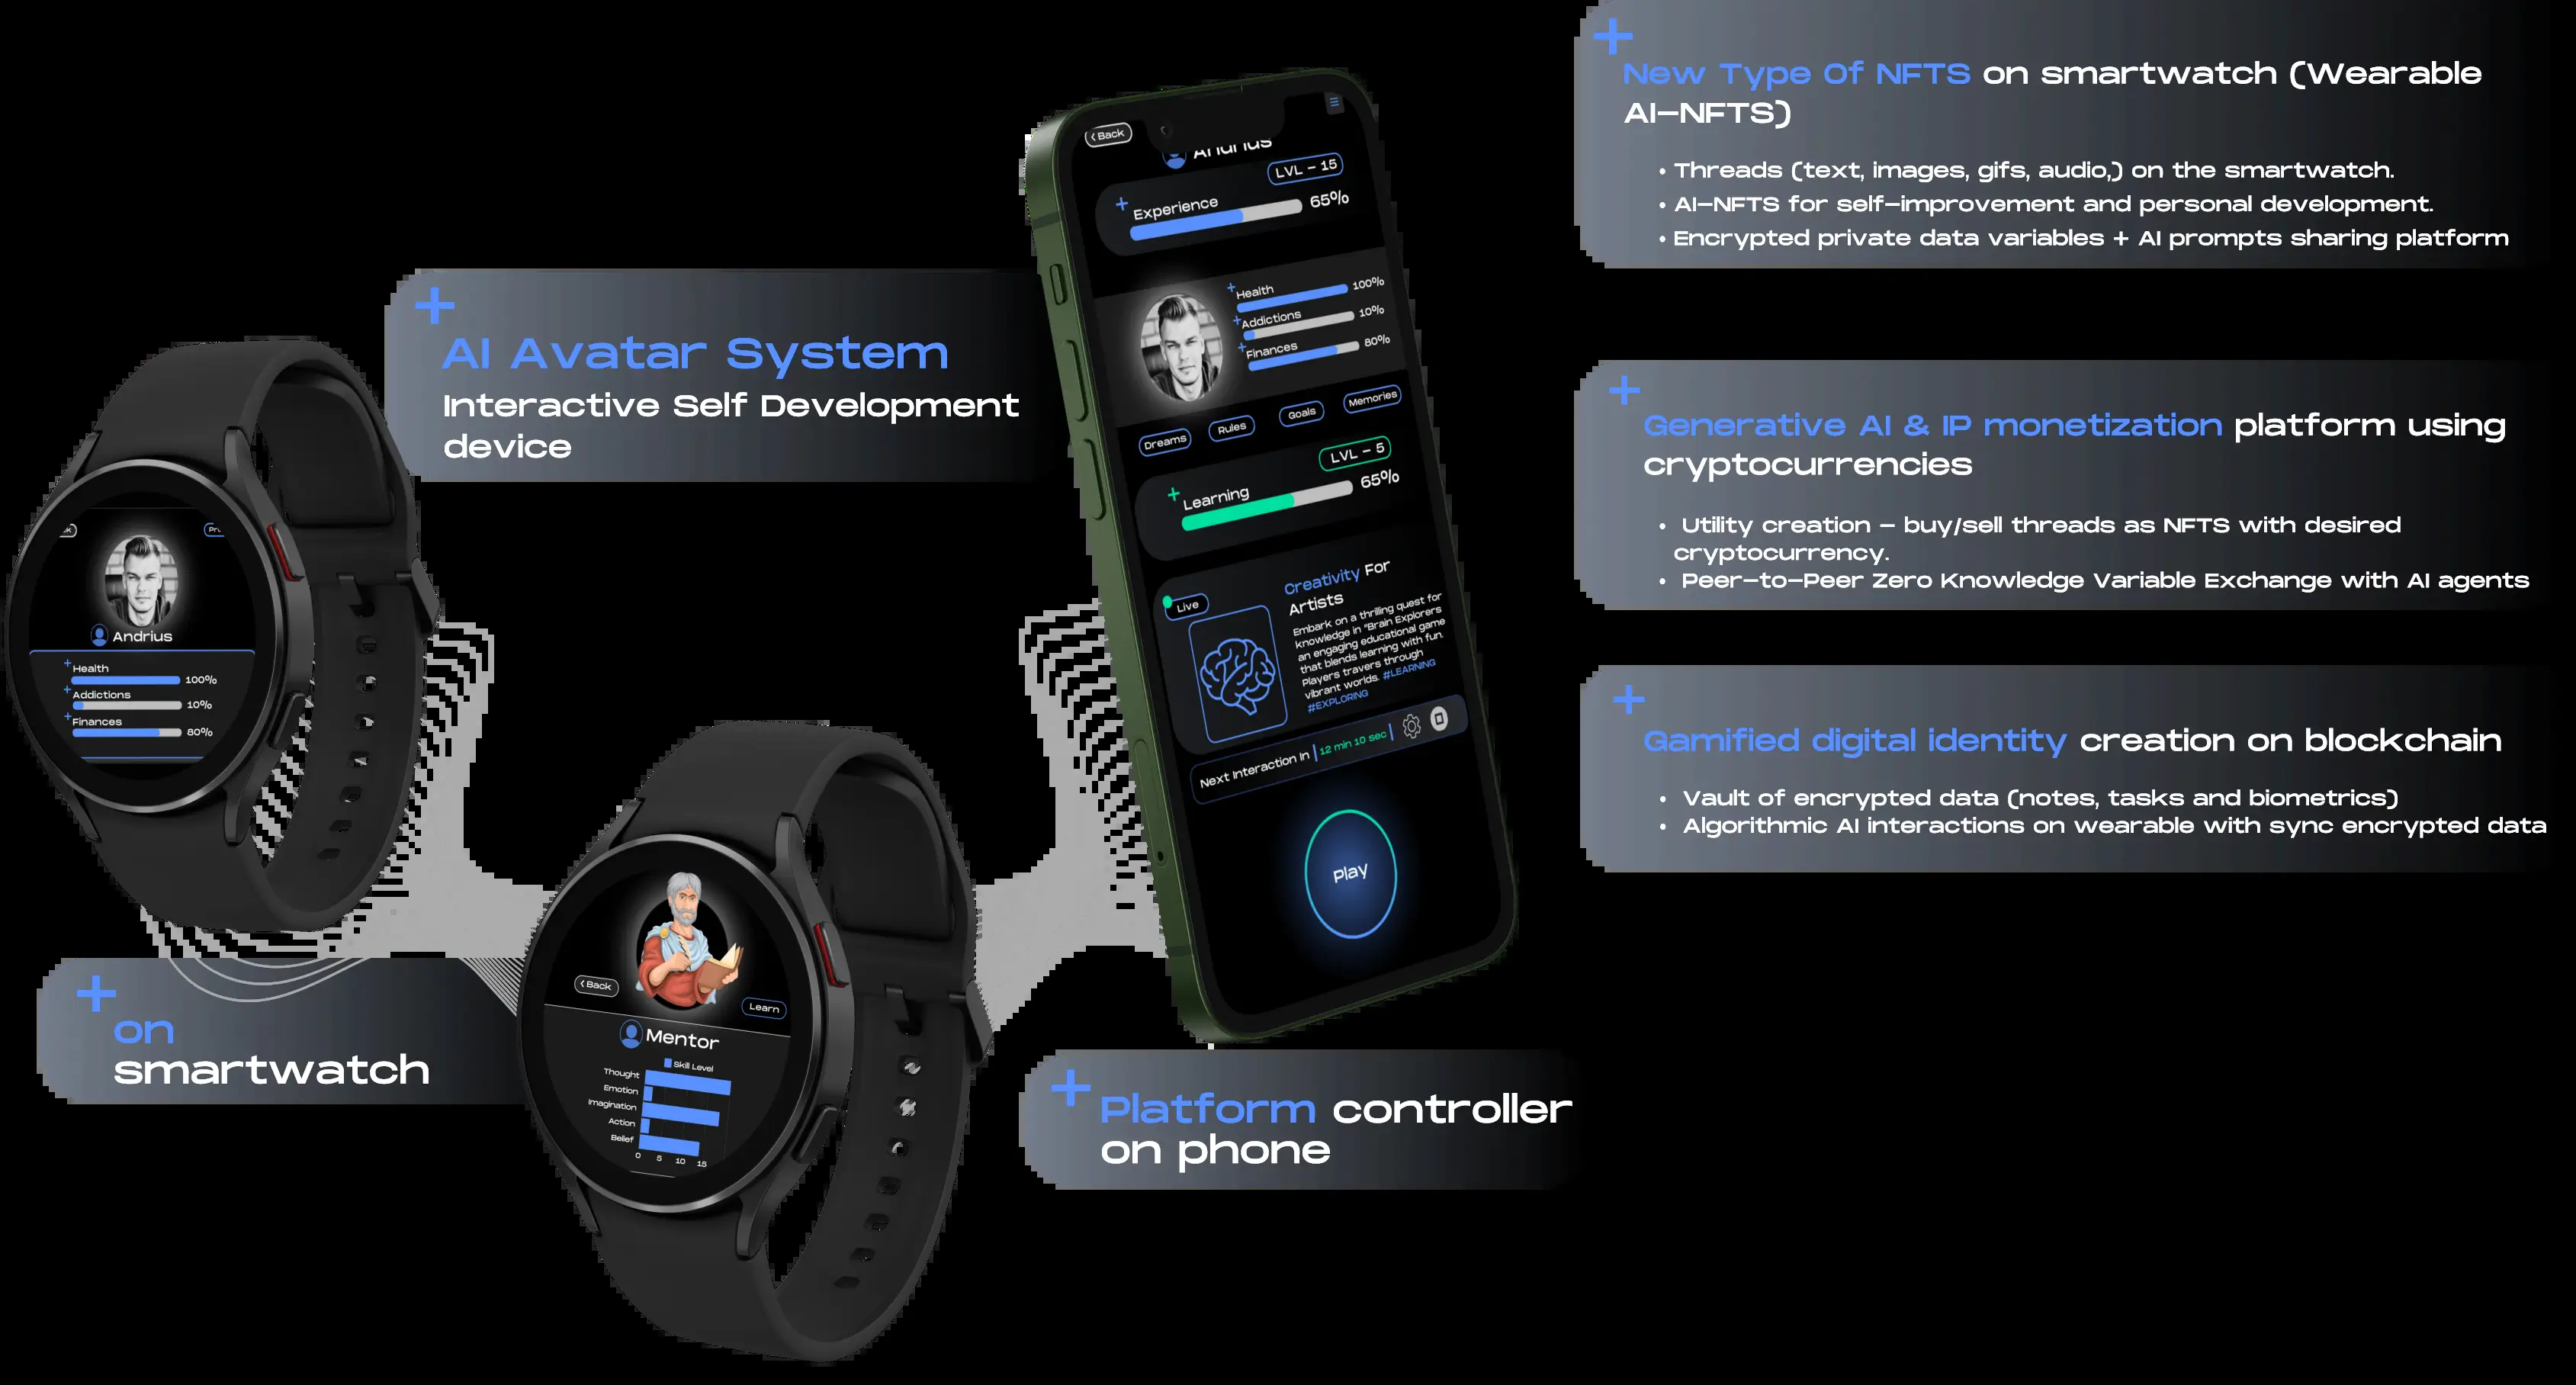 AI Avatar System
Interactive Self Development
device
Andrius
Health
100%
Addictions
10%
Finances
80%
on
smartwatch
Back
Learn
Mentor
Skill Level
Thought
Emotion
Imagination
Action
Belief
0 5 10 15
Back
Andrius
LVL - 15
Experience 65%
Health 100%
Addictions 10%
Finances 80%
Dreams Rules Goals Memories
LVL - 5
Learning 65%
Live
Creativity For
Artists
Embark on a thrilling quest for
knowledge in "Brain Explorers
an engaging educational game
that blends learning with fun.
Players travers through
vibrant worlds. #LEARNING
#EXPLORING
Next Interaction In 12 min 10 sec
Play
Platform controller
on phone
New Type Of NFTS on smartwatch (Wearable
AI-NFTS)
• Threads (text, images, gifs, audio,) on the smartwatch.
• AI-NFTS for self-improvement and personal development.
• Encrypted private data variables + AI prompts sharing platform
Generative AI & IP monetization platform using
cryptocurrencies
• Utility creation - buy/sell threads as NFTS with desired
cryptocurrency.
• Peer-to-Peer Zero Knowledge Variable Exchange with AI agents
Gamified digital identity creation on blockchain
• Vault of encrypted data (notes, tasks and biometrics)
• Algorithmic AI interactions on wearable with sync encrypted data